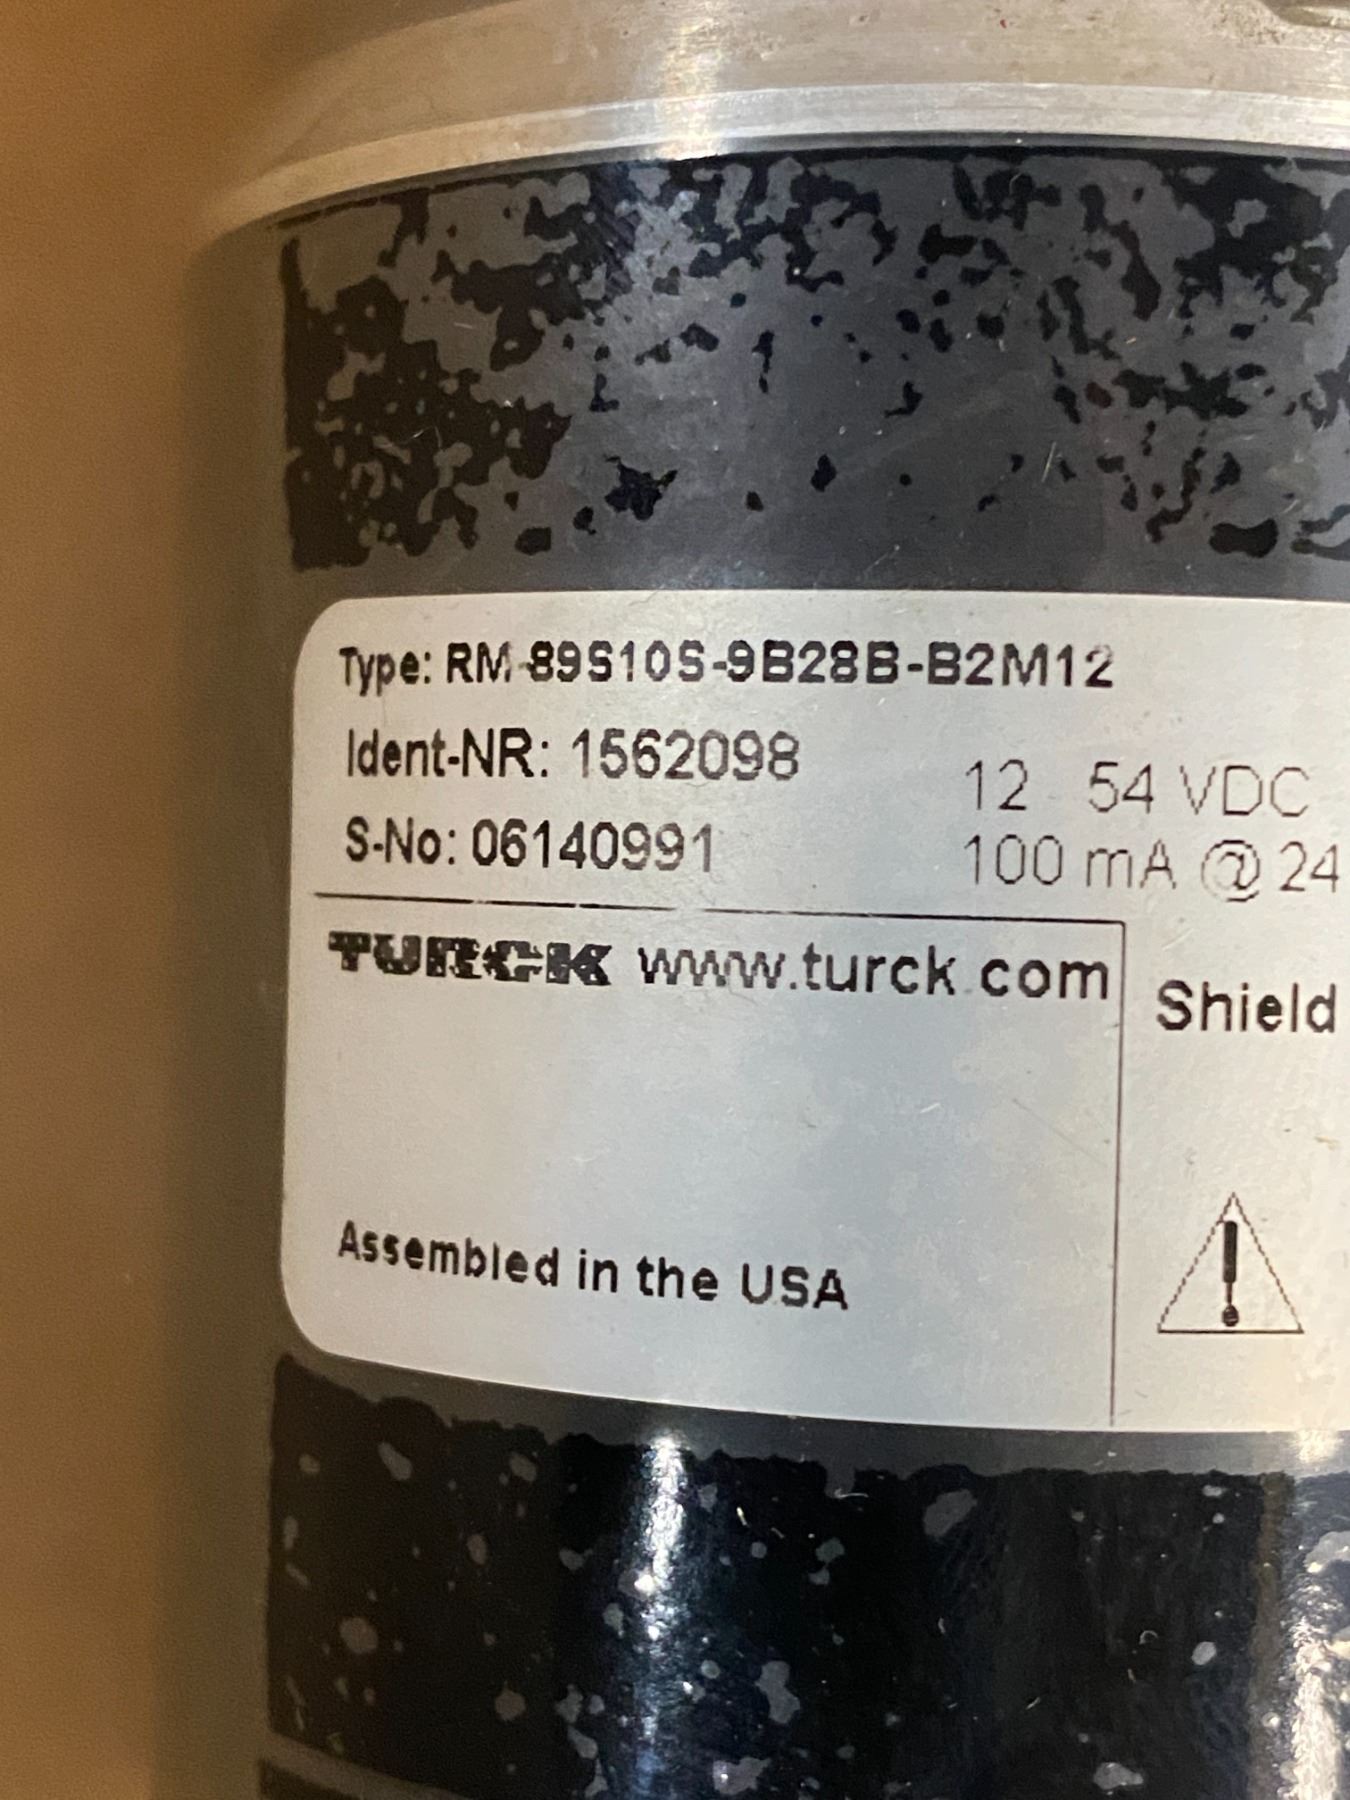 Type: RM-89S10S-9B28B-B2M12
Ident-NR: 1562098
12 54 VDC
S-No: 06140991
100 mA @ 24
TURCK www.turck.com
Shield
Assembled in the USA